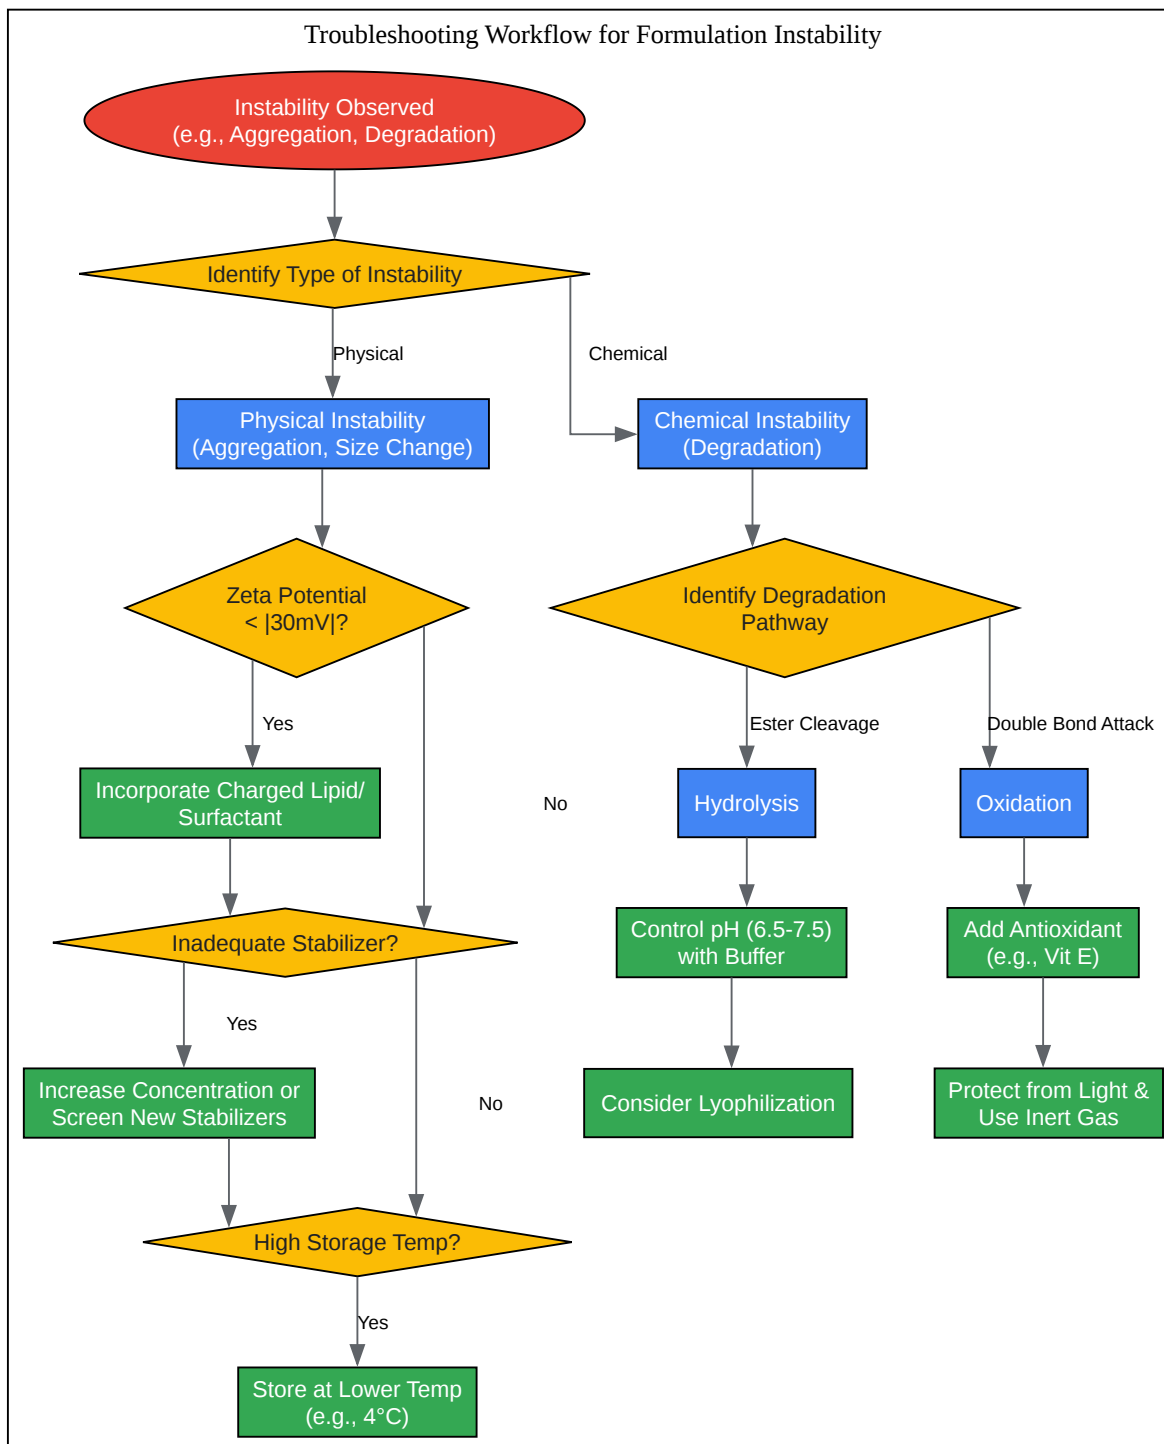 Troubleshooting Workflow for Formulation Instability
Instability Observed
(e.g., Aggregation, Degradation)
Identify Type of Instability
Physical
Chemical
Physical Instability
(Aggregation, Size Change)
Chemical Instability
(Degradation)
Zeta Potential
< |30mV|?
Identify Degradation
Pathway
Yes
Ester Cleavage
Double Bond Attack
Incorporate Charged Lipid/
Surfactant
No
Hydrolysis
Oxidation
Inadequate Stabilizer?
Control pH (6.5-7.5)
with Buffer
Add Antioxidant
(e.g., Vit E)
Yes
Increase Concentration or
Screen New Stabilizers
No
Consider Lyophilization
Protect from Light &
Use Inert Gas
High Storage Temp?
Yes
Store at Lower Temp
(e.g., 4°C)